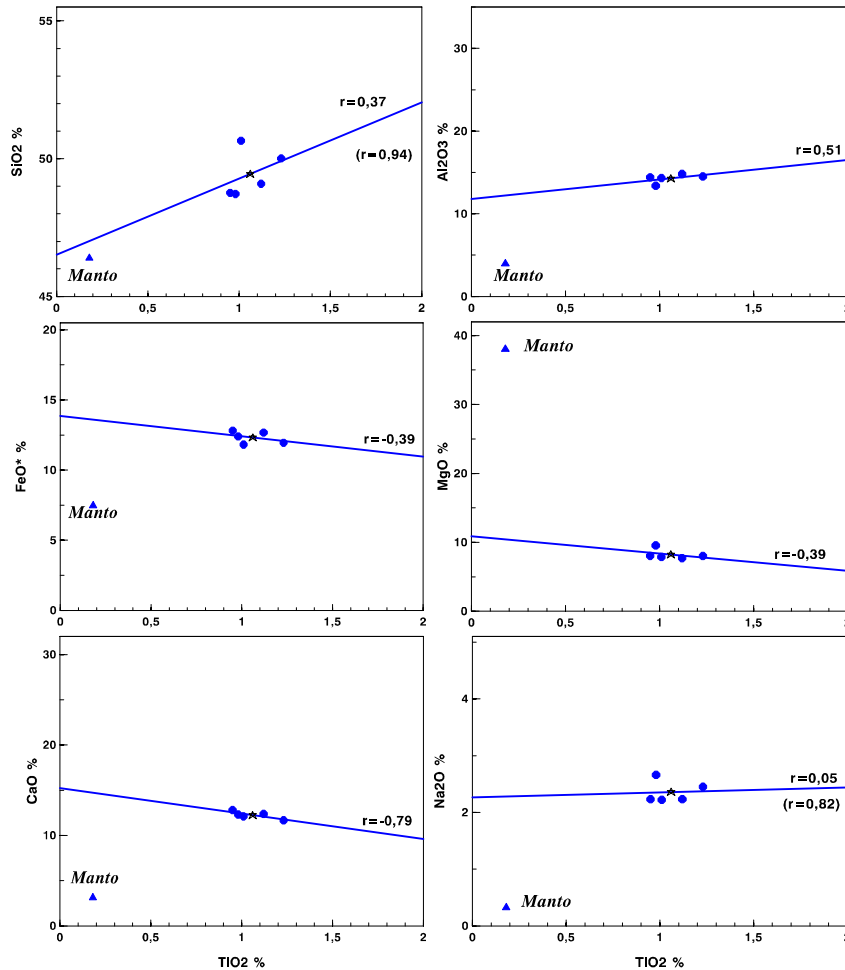 55
50
45
SiO2 %
r=0,37
(r=0,94)
Manto
0 0,5 1 1,5 2
30
20
10
0
Al2O3 %
r=0,51
Manto
0 0,5 1 1,5 2
20
15
10
5
0
FeO* %
r=-0,39
Manto
0 0,5 1 1,5 2
40
30
20
10
0
MgO %
Manto
r=-0,39
0 0,5 1 1,5 2
30
20
10
0
CaO %
r=-0,79
Manto
0 0,5 1 1,5 2
TIO2 %
4
2
0
Na2O %
r=0,05
(r=0,82)
Manto
0 0,5 1 1,5 2
TIO2 %